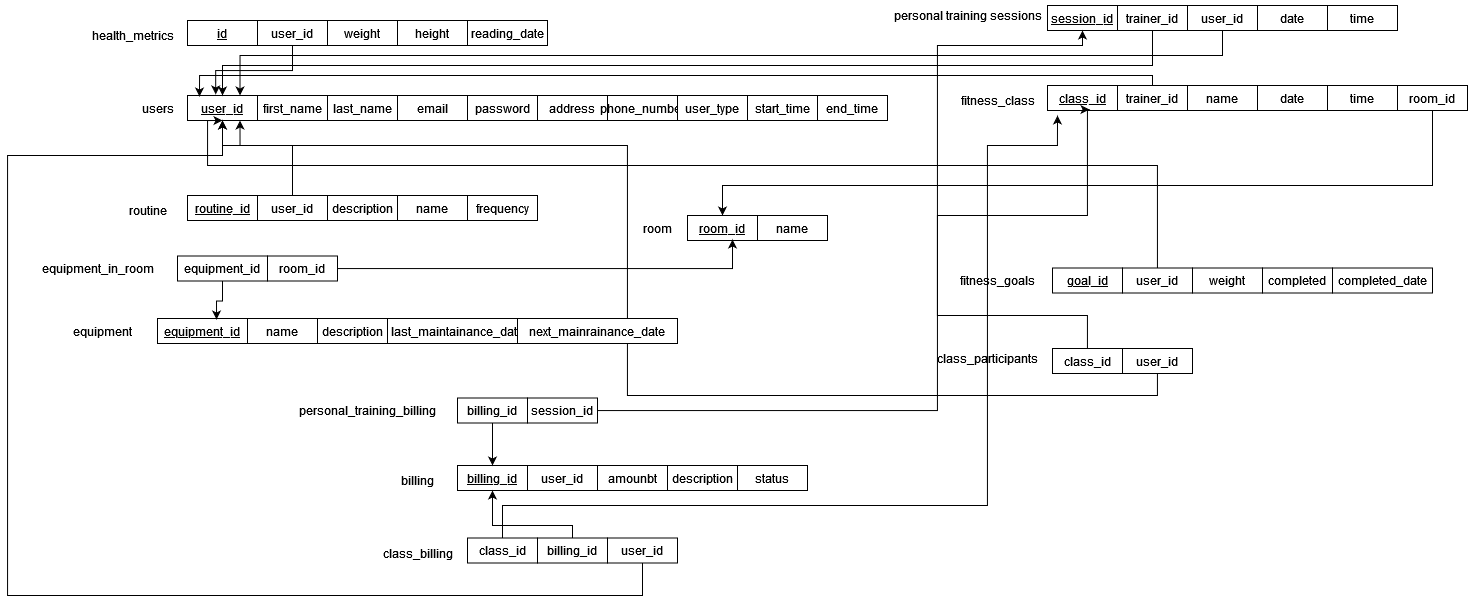 personal training sessions session_id trainer_id user_id date time
health_metrics id user_id weight height reading_date
users user_id first_name last_name email password address phone_numbe user_type start_time end_time
fitness_class class_id trainer_id name date time room_id
routine routine_id user_id description name frequency
room room_id name
equipment_in_room equipment_id room_id
fitness_goals goal_id user_id weight completed completed_date
equipment equipment_id name description last_maintainance_dat next_mainrainance_date
class_participants class_id user_id
personal_training_billing billing_id session_id
billing billing_id user_id amounbt description status
class_billing class_id billing_id user_id